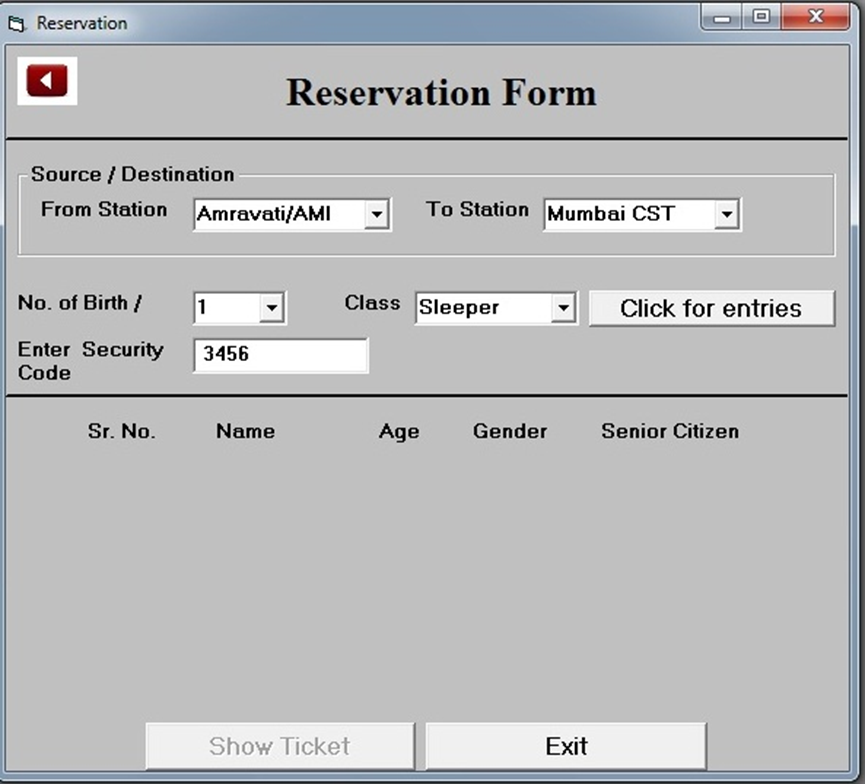 Reservation
Reservation Form
Source / Destination
From Station Amravati/AMI To Station Mumbai CST
No. of Birth / 1 Class Sleeper Click for entries
Enter Security 3456
Code
Sr. No. Name Age Gender Senior Citizen
Show Ticket Exit